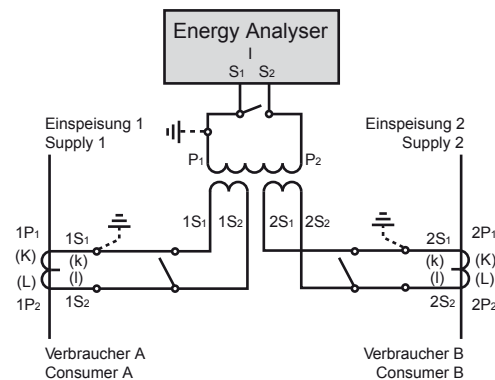 Energy Analyser
I
S1 S2
Einspeisung 1
Supply 1
Einspeisung 2
Supply 2
P1
P2
1S1 1S2 2S1 2S2
1P1
(K)
(L)
1P2
1S1
(k)
(l)
1S2
2S1
(k)
(l)
2S2
2P1
(K)
(L)
2P2
Verbraucher A
Consumer A
Verbraucher B
Consumer B